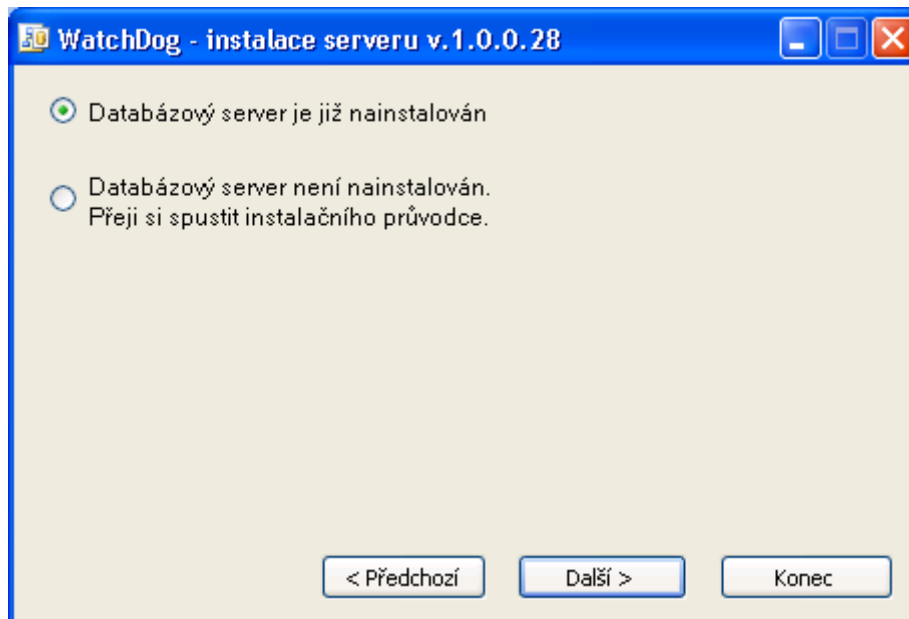 WatchDog - instalace serveru v.1.0.0.28
Databázový server je již nainstalován
Databázový server není nainstalován.
Přeji si spustit instalačního průvodce.
< Předchozí
Další >
Konec